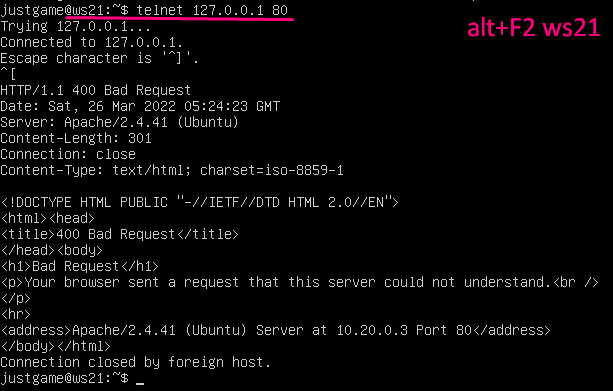 justgame@ws21:~$ telnet 127.0.0.1 80
alt+F2 ws21
Trying 127.0.0.1...
Connected to 127.0.0.1.
Escape character is '^]'.
^[
HTTP/1.1 400 Bad Request
Date: Sat, 26 Mar 2022 05:24:23 GMT
Server: Apache/2.4.41 (Ubuntu)
Content-Length: 301
Connection: close
Content-Type: text/html; charset=iso-8859-1
<!DOCTYPE HTML PUBLIC "-//IETF//DTD HTML 2.0//EN">
<html><head>
<title>400 Bad Request</title>
</head><body>
<h1>Bad Request</h1>
<p>Your browser sent a request that this server could not understand.<br />
</p>
<hr>
<address>Apache/2.4.41 (Ubuntu) Server at 10.20.0.3 Port 80</address>
</body></html>
Connection closed by foreign host.
justgame@ws21:~$ _